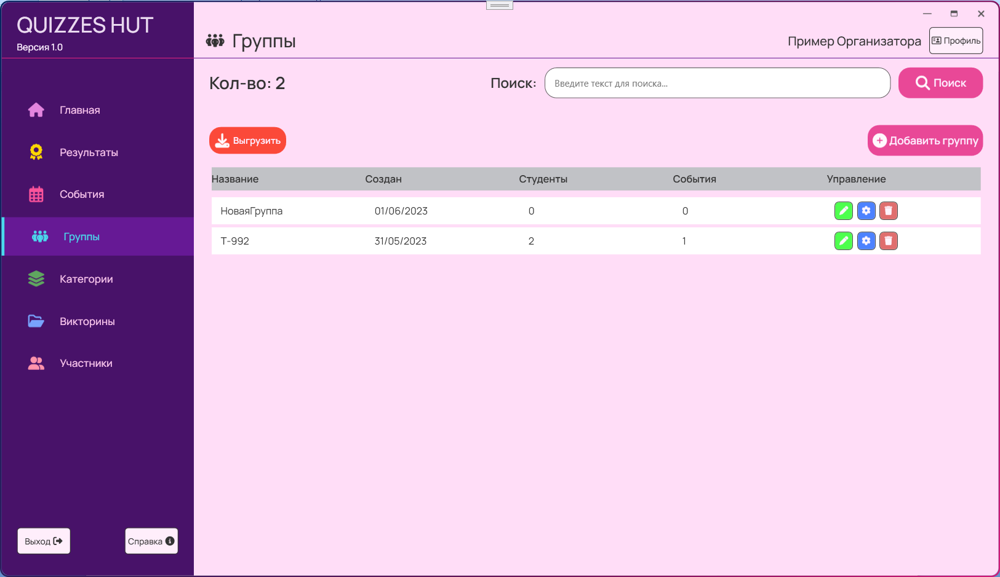 QUIZZES HUT
Версия 1.0
Группы
Пример Организатора
Профиль
Кол-во: 2
Поиск:
Введите текст для поиска...
Поиск
Главная
Результаты
События
Группы
Категории
Викторины
Участники
Выгрузить
Добавить группу
Название Создан Студенты События Управление
НоваяГруппа 01/06/2023 0 0
Т-992 31/05/2023 2 1
Выход
Справка